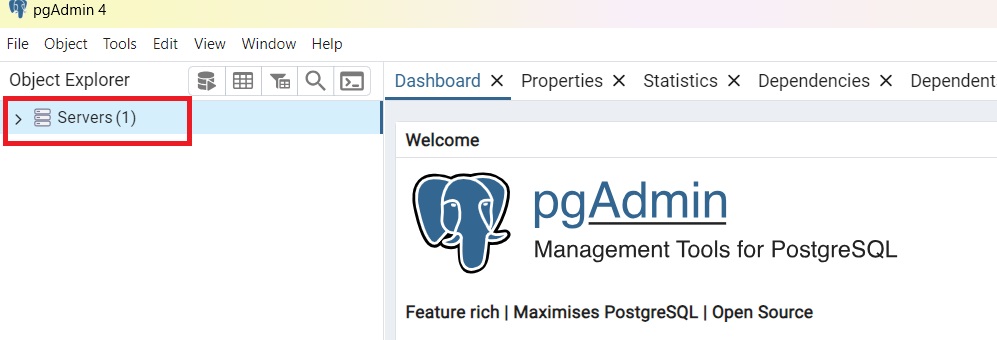 pgAdmin 4
File Object Tools Edit View Window Help
Object Explorer
Dashboard Properties Statistics Dependencies Dependent
Servers (1)
Welcome
pgAdmin
Management Tools for PostgreSQL
Feature rich | Maximises PostgreSQL | Open Source